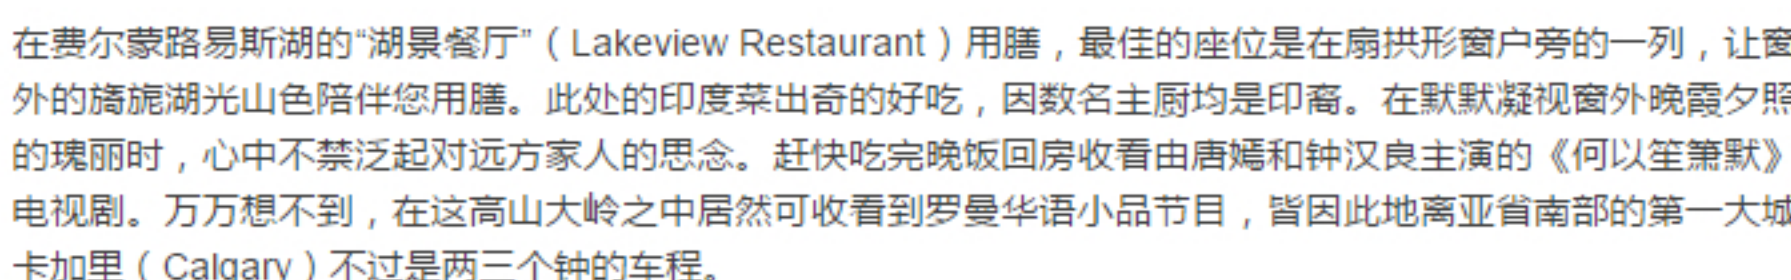 在费尔蒙路易斯湖的“湖景餐厅”（Lakeview Restaurant）用膳，最佳的座位是在扇拱形窗户旁的一列，让窗
外的旖旎湖光山色陪伴您用膳。此处的印度菜出奇的好吃，因数名主厨均是印裔。在默默凝视窗外晚霞夕照
的瑰丽时，心中不禁泛起对远方家人的思念。赶快吃完晚饭回房收看由唐嫣和钟汉良主演的《何以笙箫默》
电视剧。万万想不到，在这高山大岭之中居然可收看到罗曼华语小品节目，皆因此地离亚省南部的第一大城
卡加里（Calgary）不过是两三个钟的车程。